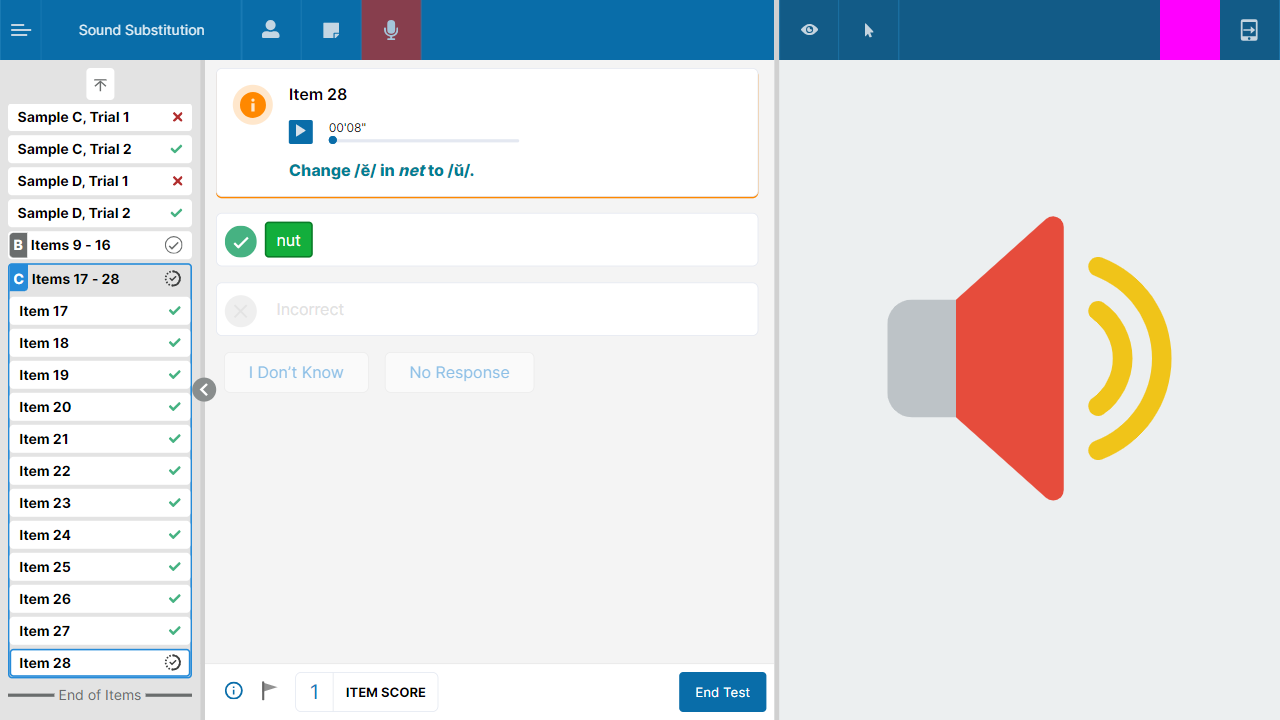 Sound Substitution
Sample C, Trial 1
Sample C, Trial 2
Sample D, Trial 1
Sample D, Trial 2
B Items 9 - 16
C Items 17 - 28
Item 17
Item 18
Item 19
Item 20
Item 21
Item 22
Item 23
Item 24
Item 25
Item 26
Item 27
Item 28
End of Items
Item 28
00'08"
Change /ĕ/ in net to /ŭ/.
nut
Incorrect
I Don't Know
No Response
1 ITEM SCORE
End Test